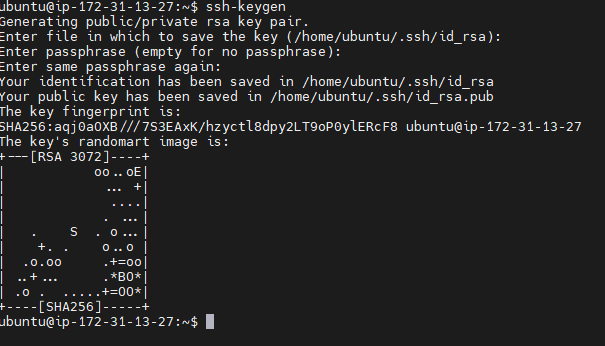 ubuntu@ip-172-31-13-27:~$ ssh-keygen
Generating public/private rsa key pair.
Enter file in which to save the key (/home/ubuntu/.ssh/id_rsa):
Enter passphrase (empty for no passphrase):
Enter same passphrase again:
Your identification has been saved in /home/ubuntu/.ssh/id_rsa
Your public key has been saved in /home/ubuntu/.ssh/id_rsa.pub
The key fingerprint is:
SHA256:aqj0aOXB///7S3EAxK/hzyctl8dpy2LT9oP0ylERcF8 ubuntu@ip-172-31-13-27
The key's randomart image is:
+---[RSA 3072]----+
|           oo..oE|
|            ... +|
|             ....|
|            . ...|
|   .    S  . o...|
|    +. .    o..o |
|  .o.oo     .+=oo|
| ..+...     .*BO*|
| .o .  .....+=OO*|
+----[SHA256]-----+
ubuntu@ip-172-31-13-27:~$